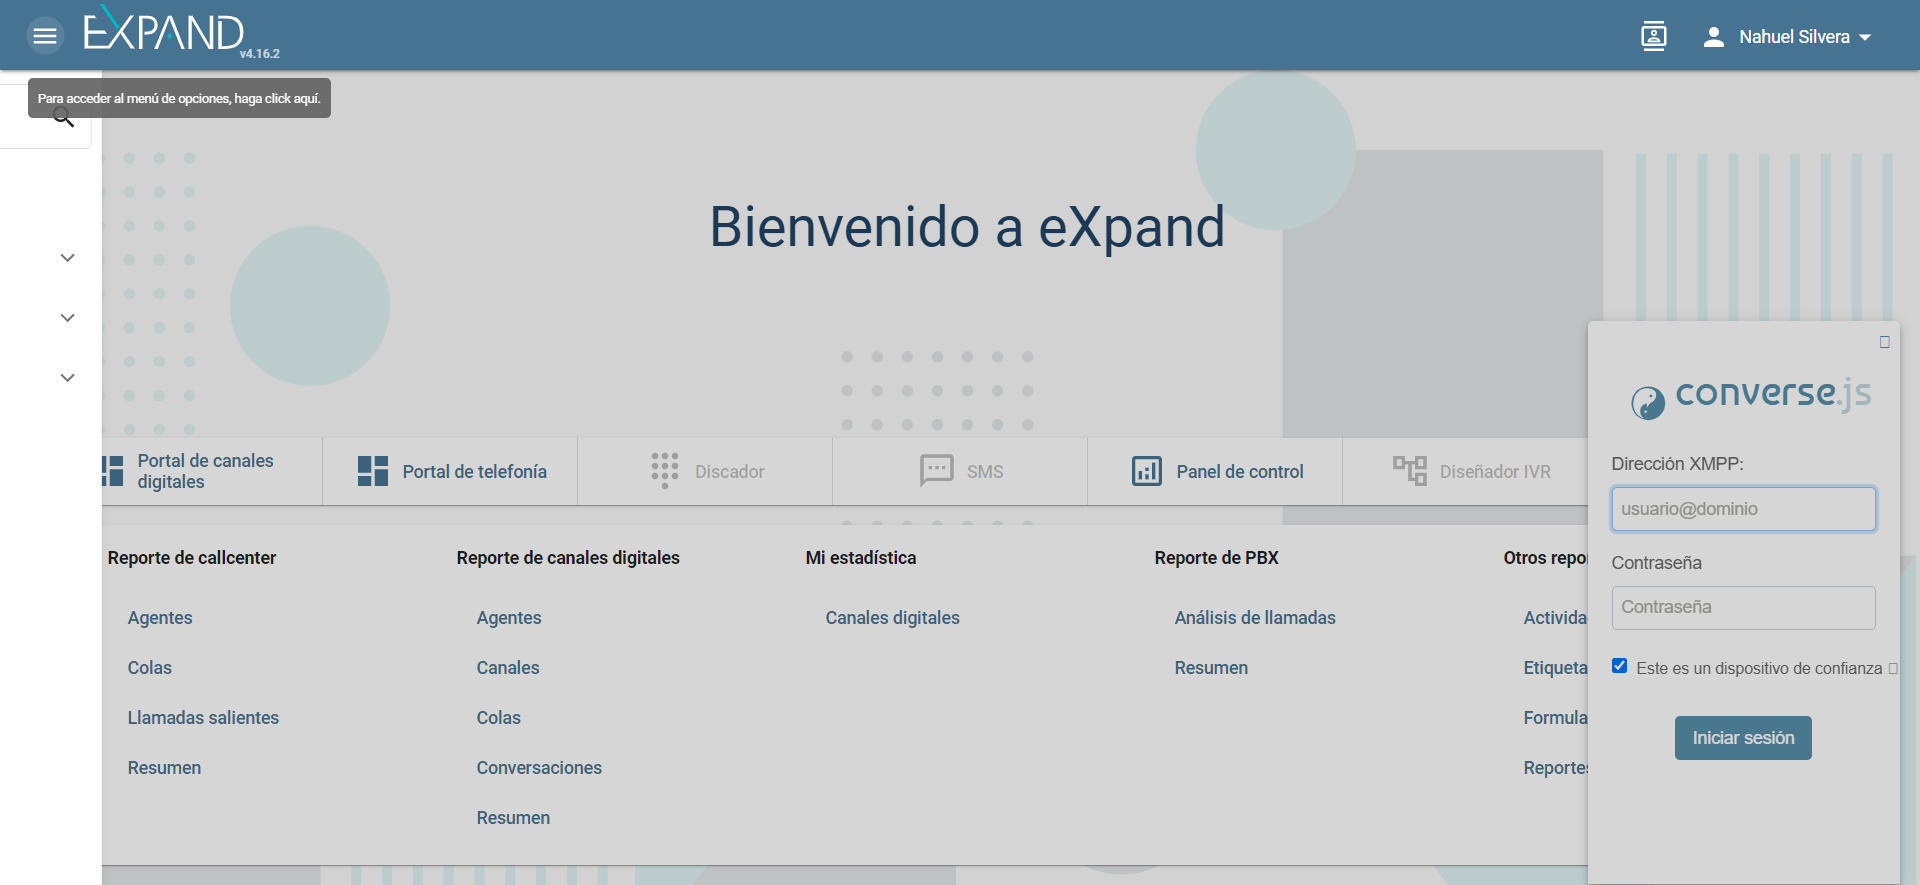 EXPAND
v4.16.2
Nahuel Silvera
Para acceder al menú de opciones, haga click aquí.
Bienvenido a eXpand
converse.js
Portal de canales
digitales
Portal de telefonía
Discador
SMS
Panel de control
Diseñador IVR
Dirección XMPP:
usuario@dominio
Contraseña
Contraseña
Este es un dispositivo de confianza
Iniciar sesión
Reporte de callcenter
Agentes
Colas
Llamadas salientes
Resumen
Reporte de canales digitales
Agentes
Canales
Colas
Conversaciones
Resumen
Mi estadística
Canales digitales
Reporte de PBX
Análisis de llamadas
Resumen
Otros repo
Activida
Etiqueta
Formula
Reportes